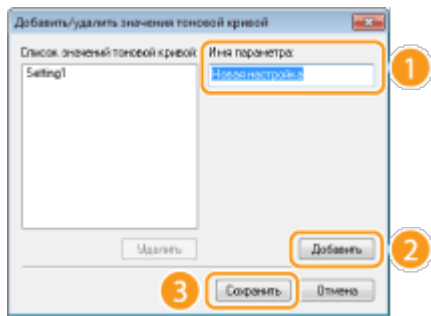 Добавить/удалить значения тоновой кривой
Список значений тоновой кривой:
Имя параметра:
Setting1
Новая настройка
1
Удалить
Добавить
2
3
Сохранить
Отмена